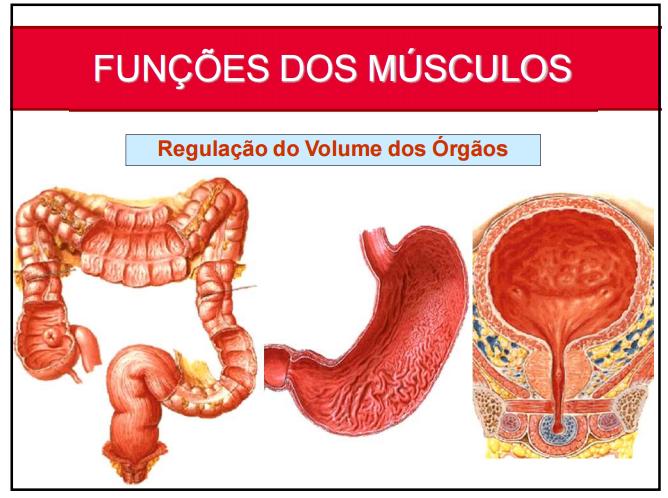 FUNÇÕES DOS MÚSCULOS
Regulação do Volume dos Órgãos